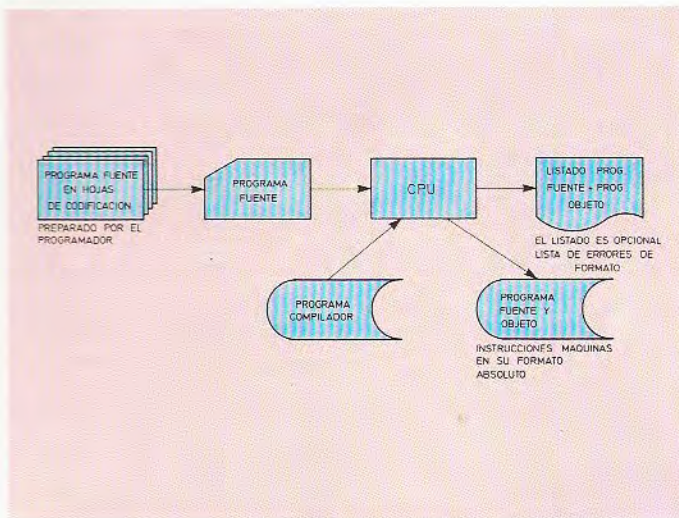 PROGRAMA FUENTE
EN HOJAS
DE CODIFICACION
PREPARADO POR EL
PROGRAMADOR
PROGRAMA
FUENTE
CPU
LISTADO PROG
FUENTE + PROG
OBJETO
EL LISTADO ES OPCIONAL
LISTA DE ERRORES DE
FORMATO
PROGRAMA
COMPILADOR
PROGRAMA
FUENTE Y
OBJETO
INSTRUCCIONES MAQUINAS
EN SU FORMATO
ABSOLUTO